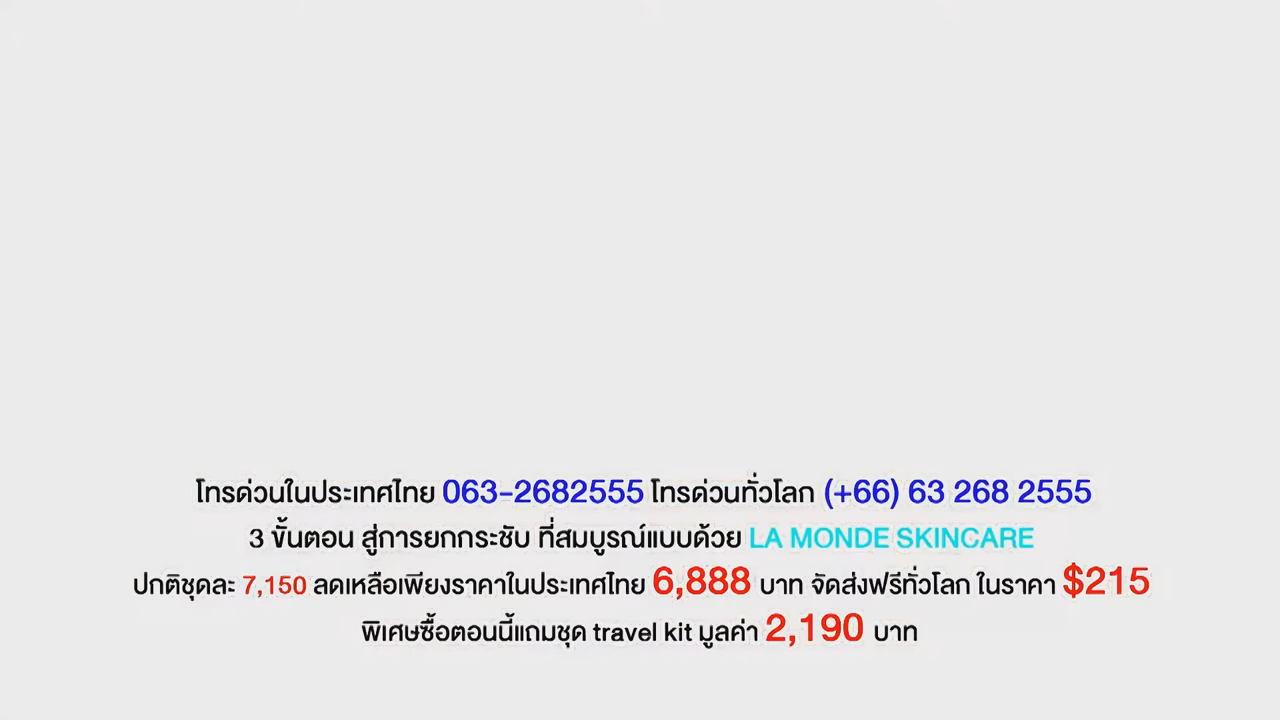 โทรด่วนในประเทศไทย 063-2682555 โทรด่วนทั่วโลก (+66) 63 268 2555
3 ขั้นตอน สู่การยกกระชับ ที่สมบูรณ์แบบด้วย LA MONDE SKINCARE
ปกติชุดละ 7,150 ลดเหลือเพียงราคาในประเทศไทย 6,888 บาท จัดส่งฟรีทั่วโลก ในราคา $215
พิเศษซื้อตอนนี้แถมชุด travel kit มูลค่า 2,190 บาท